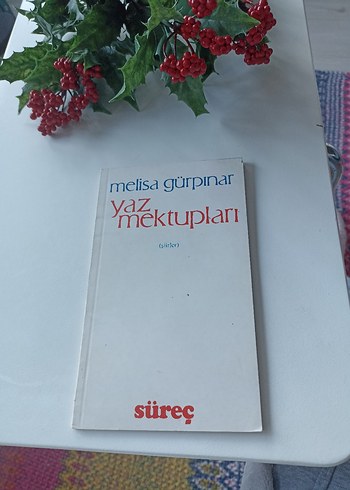 melisa gürpınar
yaz
mektupları
(şiirler)
süreç